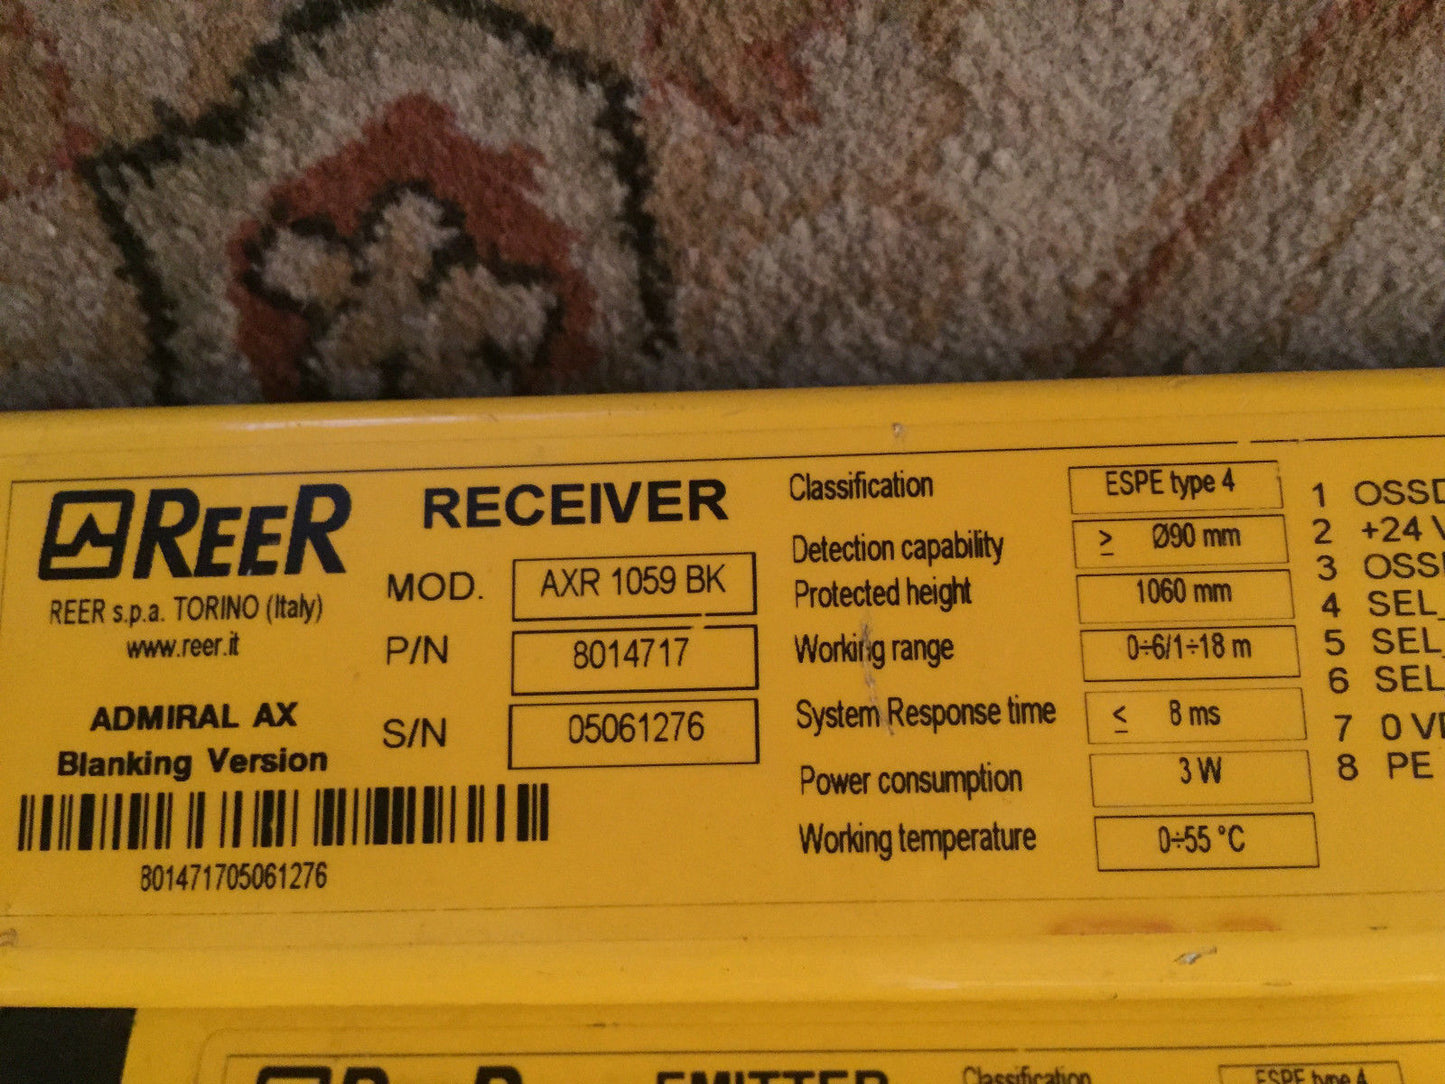 REER
RECEIVER
REER s.p.a. TORINO (Italy)
www.reer.it
ADMIRAL AX
Blanking Version
801471705061276
MOD. AXR 1059 BK
P/N 8014717
S/N 05061276
Classification ESPE type 4
Detection capability ≥ Ø90 mm
Protected height 1060 mm
Working range 0÷6/1÷18 m
System Response time ≤ 8 ms
Power consumption 3 W
Working temperature 0÷55 °C
1
2 +24
3
4
5
6
7 0
8 PE
REER
EMITTER
Classification ESPE type 4